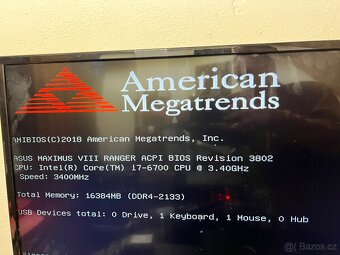 American
Megatrends
AMIBIOS(C)2018 American Megatrends, Inc.
ASUS MAXIMUS VIII RANGER ACPI BIOS Revision 3802
CPU: Intel(R) Core(TM) i7-6700 CPU @ 3.40GHz
Speed: 3400MHz
Total Memory: 16384MB (DDR4-2133)
USB Devices total: 0 Drive, 1 Keyboard, 1 Mouse, 0 Hub
Bazos.cz